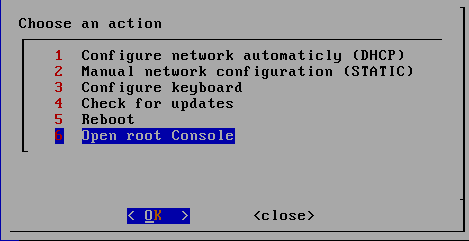 Choose an action
1 Configure network automaticly (DHCP)
2 Manual network configuration (STATIC)
3 Configure keyboard
4 Check for updates
5 Reboot
6 Open root Console
< OK > <close>